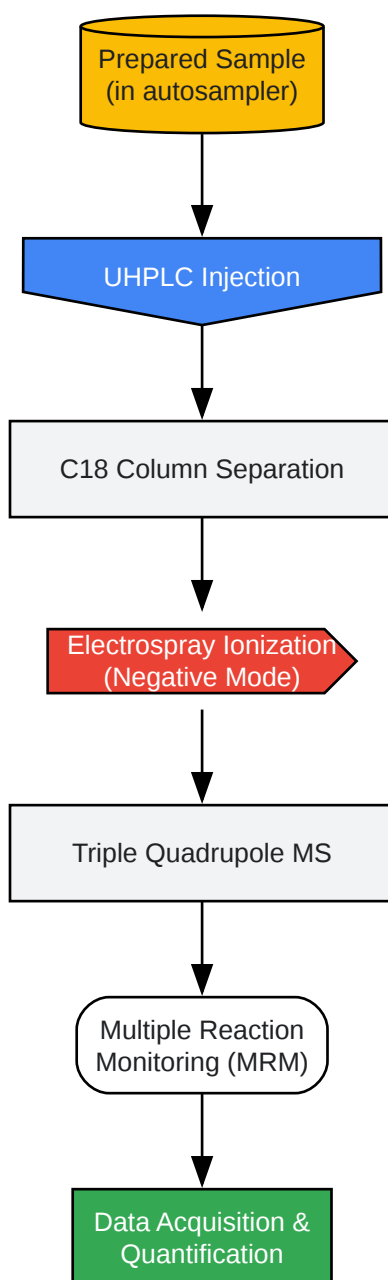 Prepared Sample
(in autosampler)
UHPLC Injection
C18 Column Separation
Electrospray Ionization
(Negative Mode)
Triple Quadrupole MS
Multiple Reaction
Monitoring (MRM)
Data Acquisition &
Quantification